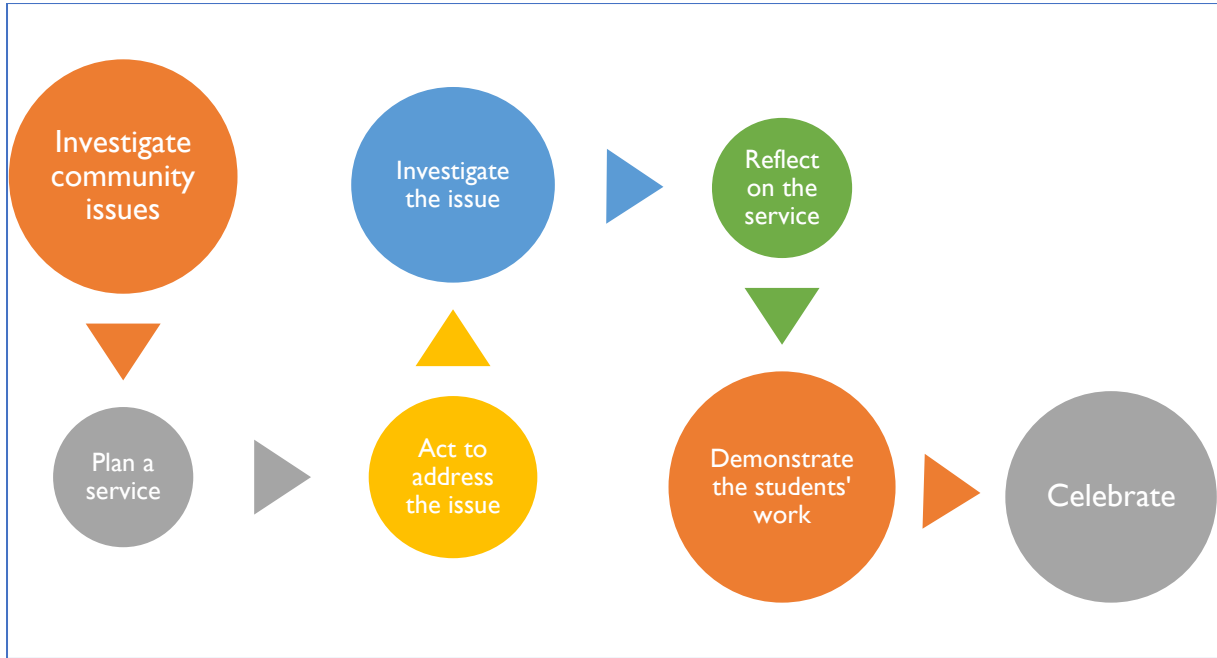 Investigate
community
issues
Plan a
service
Act to
address
the issue
Investigate
the issue
Reflect
on the
service
Demonstrate
the students'
work
Celebrate